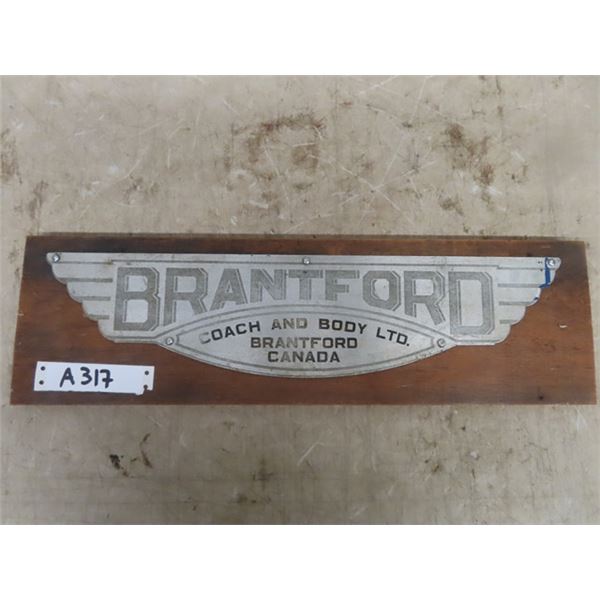 BRANTFORD
COACH AND BODY LTD.
BRANTFORD
CANADA
A317